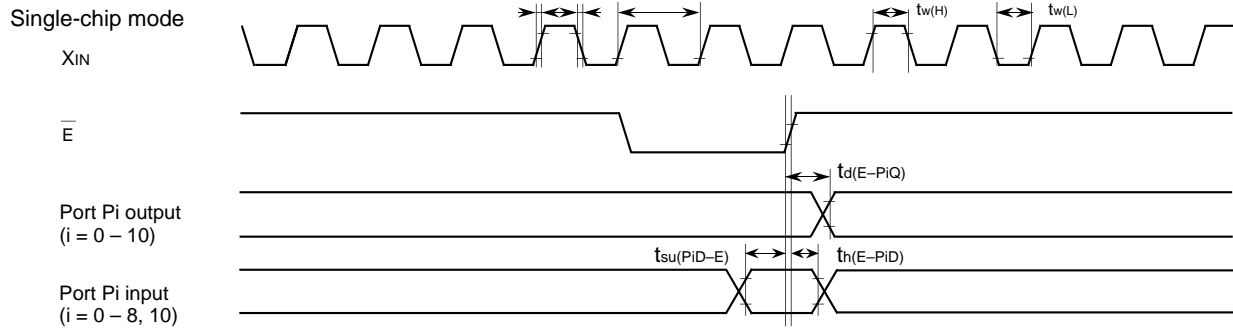 Single-chip mode
tw(H)
tw(L)
XIN
E
td(E–PiQ)
Port Pi output
(i = 0 – 10)
tsu(PiD–E)
th(E–PiD)
Port Pi input
(i = 0 – 8, 10)